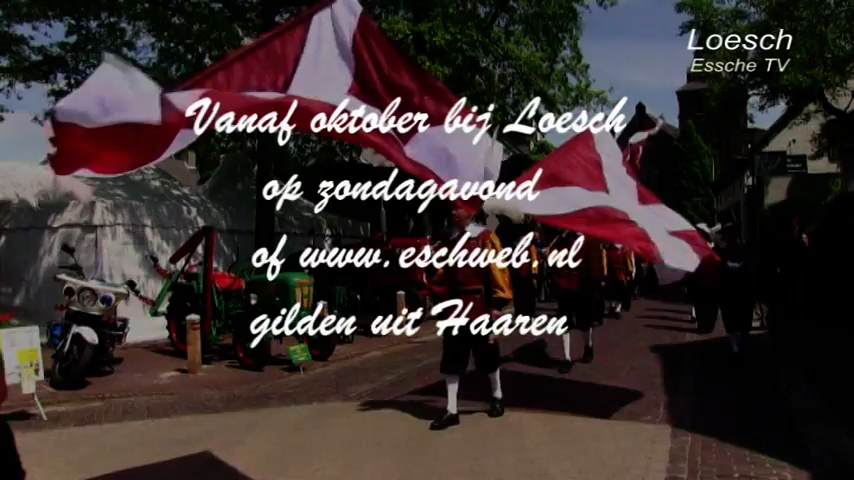 Loesch
Essche TV
Vanaf oktober bij Loesch
op zondagavond
of www.eschweb.nl
gilden uit Haaren